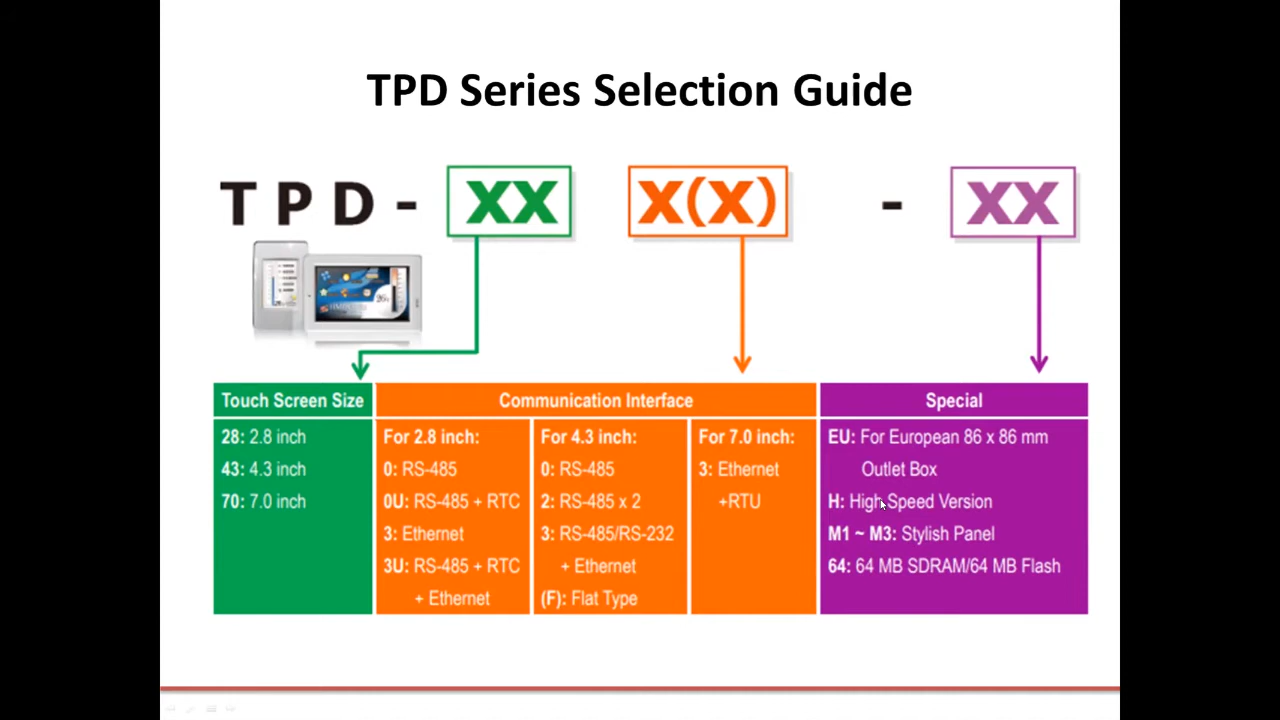 TPD Series Selection Guide
TPD- XX X(X) - XX
Touch Screen Size
28: 2.8 inch
43: 4.3 inch
70: 7.0 inch
Communication Interface
For 2.8 inch:
0: RS-485
0U: RS-485 + RTC
3: Ethernet
3U: RS-485 + RTC
+ Ethernet
For 4.3 inch:
0: RS-485
2: RS-485 x 2
3: RS-485/RS-232
+ Ethernet
(F): Flat Type
For 7.0 inch:
3: Ethernet
+RTU
Special
EU: For European 86 x 86 mm
Outlet Box
H: High Speed Version
M1 ~ M3: Stylish Panel
64: 64 MB SDRAM/64 MB Flash